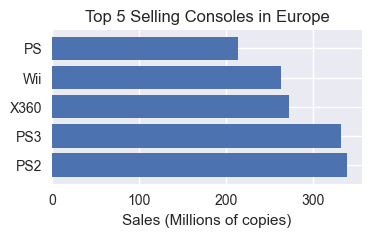 Top 5 Selling Consoles in Europe
PS
Wii
X360
PS3
PS2
0 100 200 300
Sales (Millions of copies)